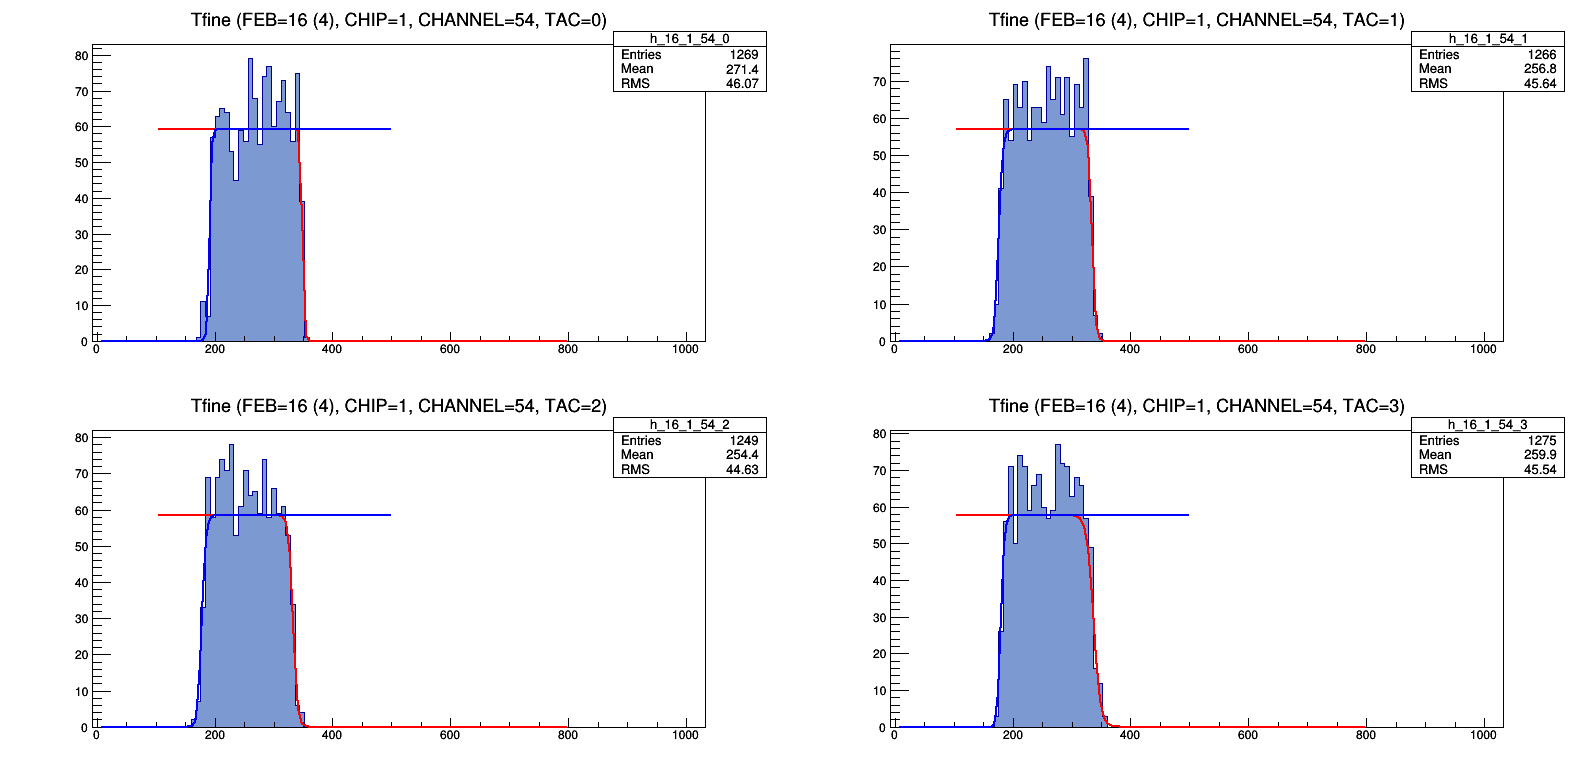 Tfine (FEB=16 (4), CHIP=1, CHANNEL=54, TAC=0)
h_16_1_54_0
Entries 1269
Mean 271.4
RMS 46.07
80
70
60
50
40
30
20
10
0
0 200 400 600 800 1000
Tfine (FEB=16 (4), CHIP=1, CHANNEL=54, TAC=1)
h_16_1_54_1
Entries 1266
Mean 256.8
RMS 45.64
70
60
50
40
30
20
10
0
0 200 400 600 800 1000
Tfine (FEB=16 (4), CHIP=1, CHANNEL=54, TAC=2)
h_16_1_54_2
Entries 1249
Mean 254.4
RMS 44.63
80
70
60
50
40
30
20
10
0
0 200 400 600 800 1000
Tfine (FEB=16 (4), CHIP=1, CHANNEL=54, TAC=3)
h_16_1_54_3
Entries 1275
Mean 259.9
RMS 45.54
80
70
60
50
40
30
20
10
0
0 200 400 600 800 1000